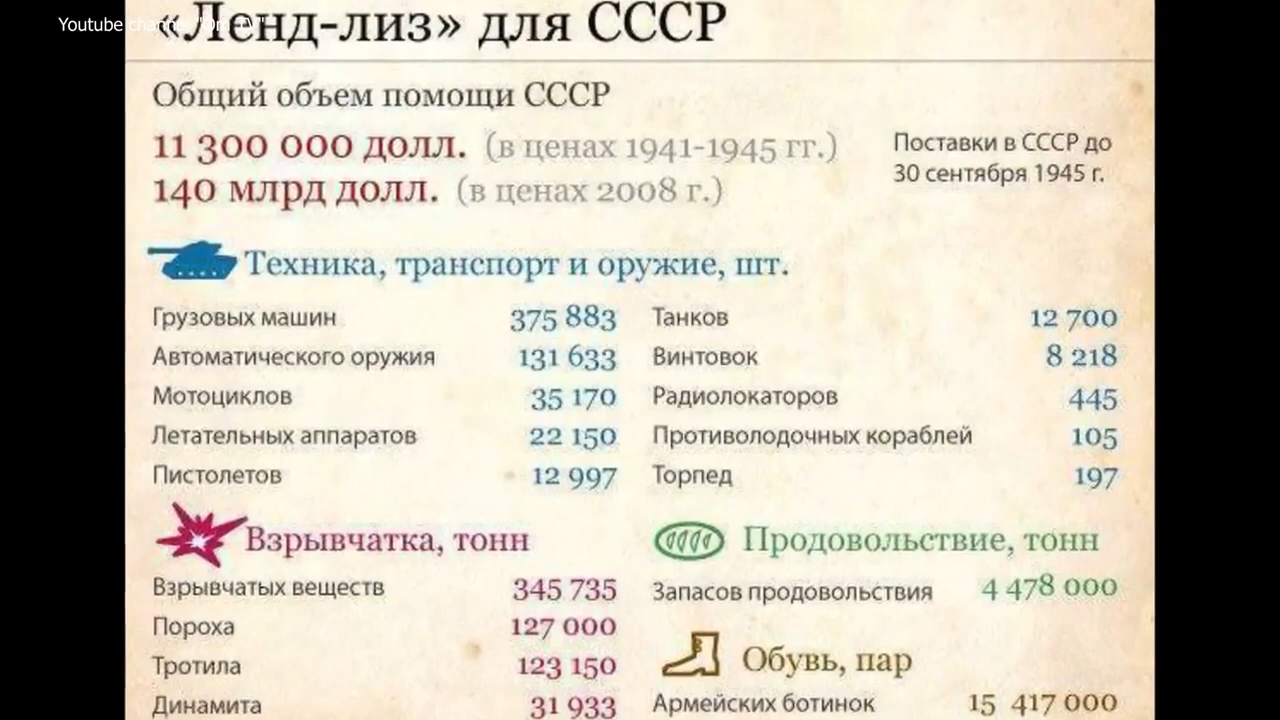 Youtube
«Ленд-лиз» для СССР
Общий объем помощи СССР
11 300 000 долл. (в ценах 1941-1945 гг.)
140 млрд долл. (в ценах 2008 г.)
Поставки в СССР до
30 сентября 1945 г.
Техника, транспорт и оружие, шт.
Грузовых машин 375 883
Автоматического оружия 131 633
Мотоциклов 35 170
Летательных аппаратов 22 150
Пистолетов 12 997
Танков 12 700
Винтовок 8 218
Радиолокаторов 445
Противолодочных кораблей 105
Торпед 197
Взрывчатка, тонн
Взрывчатых веществ 345 735
Пороха 127 000
Тротила 123 150
Динамита 31 933
Продовольствие, тонн
Запасов продовольствия 4 478 000
Обувь, пар
Армейских ботинок 15 417 000